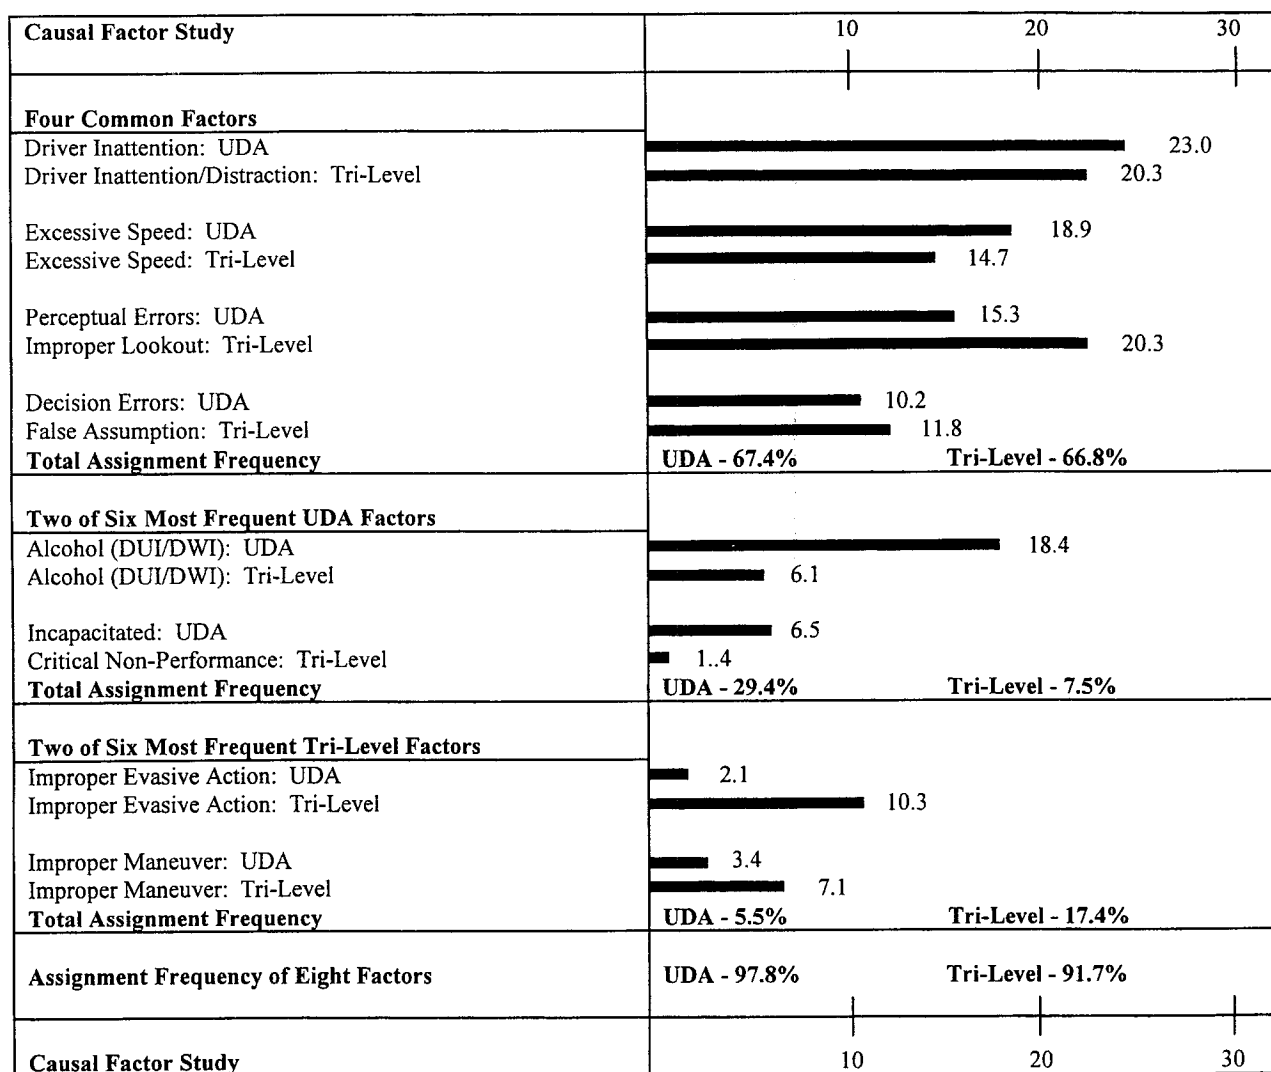 Causal Factor Study 10 20 30
Four Common Factors
Driver Inattention: UDA 23.0
Driver Inattention/Distraction: Tri-Level 20.3
Excessive Speed: UDA 18.9
Excessive Speed: Tri-Level 14.7
Perceptual Errors: UDA 15.3
Improper Lookout: Tri-Level 20.3
Decision Errors: UDA 10.2
False Assumption: Tri-Level 11.8
Total Assignment Frequency UDA - 67.4% Tri-Level - 66.8%
Two of Six Most Frequent UDA Factors
Alcohol (DUI/DWI): UDA 18.4
Alcohol (DUI/DWI): Tri-Level 6.1
Incapacitated: UDA 6.5
Critical Non-Performance: Tri-Level 1..4
Total Assignment Frequency UDA - 29.4% Tri-Level - 7.5%
Two of Six Most Frequent Tri-Level Factors
Improper Evasive Action: UDA 2.1
Improper Evasive Action: Tri-Level 10.3
Improper Maneuver: UDA 3.4
Improper Maneuver: Tri-Level 7.1
Total Assignment Frequency UDA - 5.5% Tri-Level - 17.4%
Assignment Frequency of Eight Factors UDA - 97.8% Tri-Level - 91.7%
Causal Factor Study 10 20 30